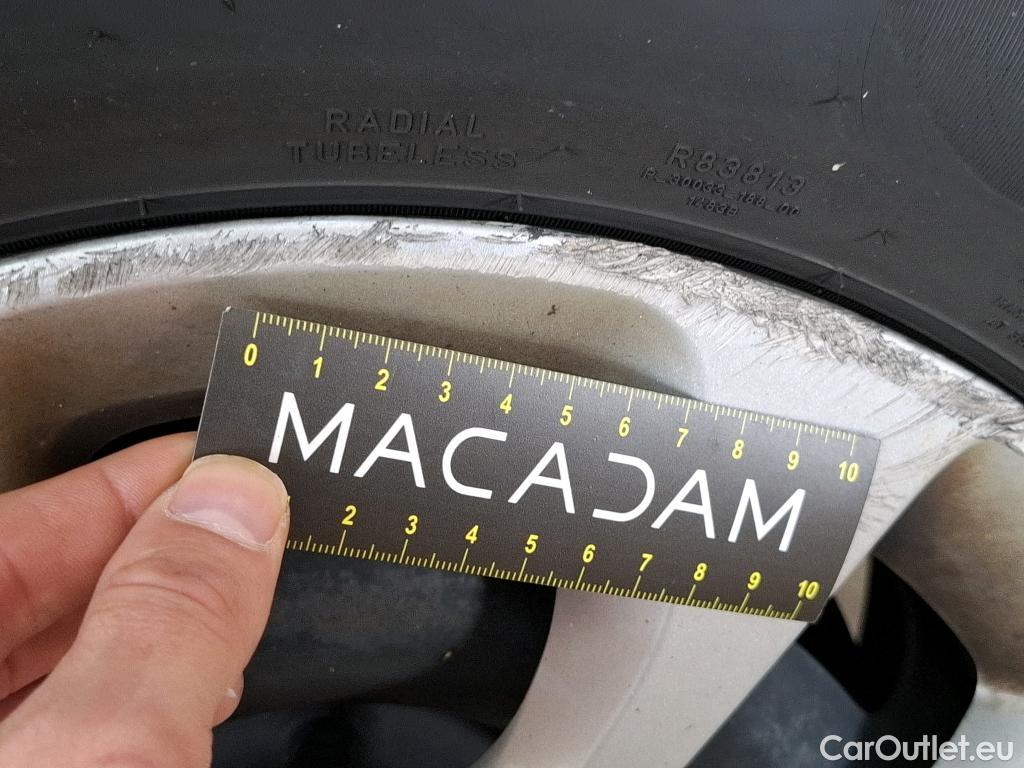 RADIAL
TUBELESS
R83813
1283B
0 1 2 3 4 5 6 7 8 9 10
MACADAM
2 3 4 5 6 7 8 9 10
CarOutlet.eu